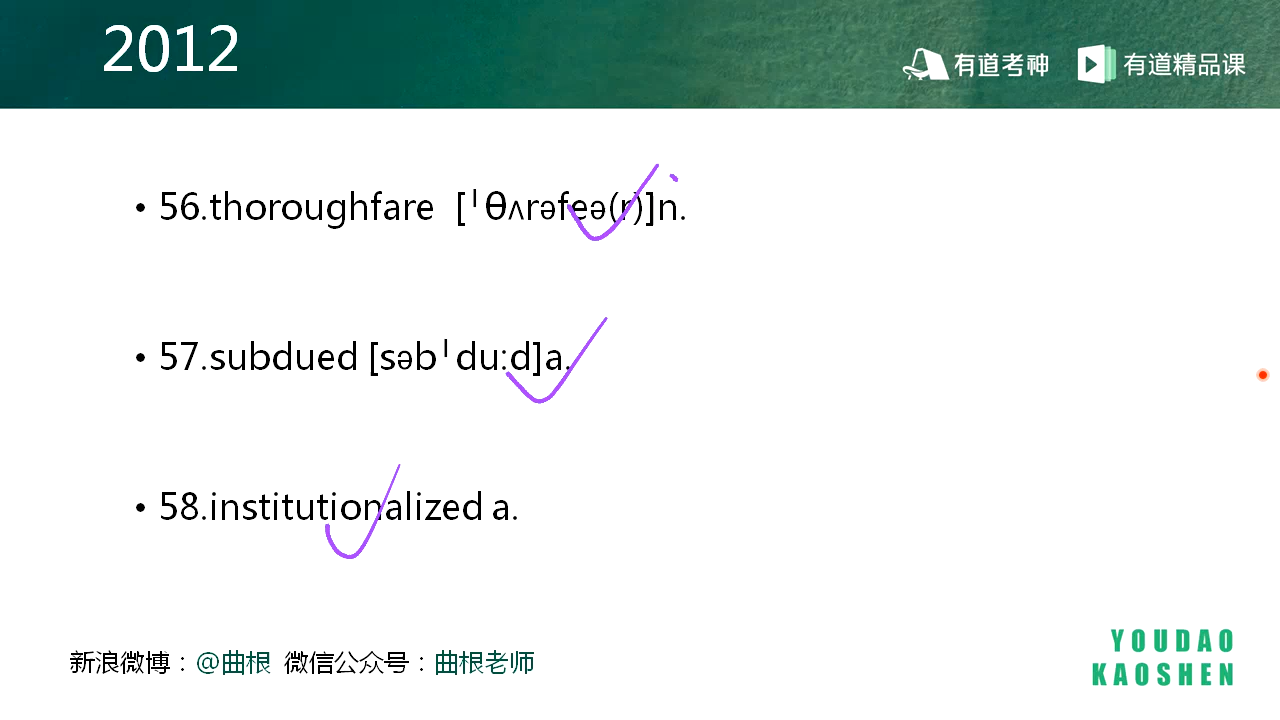 2012
有道考神 有道精品课
• 56.thoroughfare [ˈθʌrəfeə(r)]n.
• 57.subdued [səbˈdu:d]a.
• 58.institutionalized a.
新浪微博：@曲根 微信公众号：曲根老师
YOUDAO
KAOSHEN